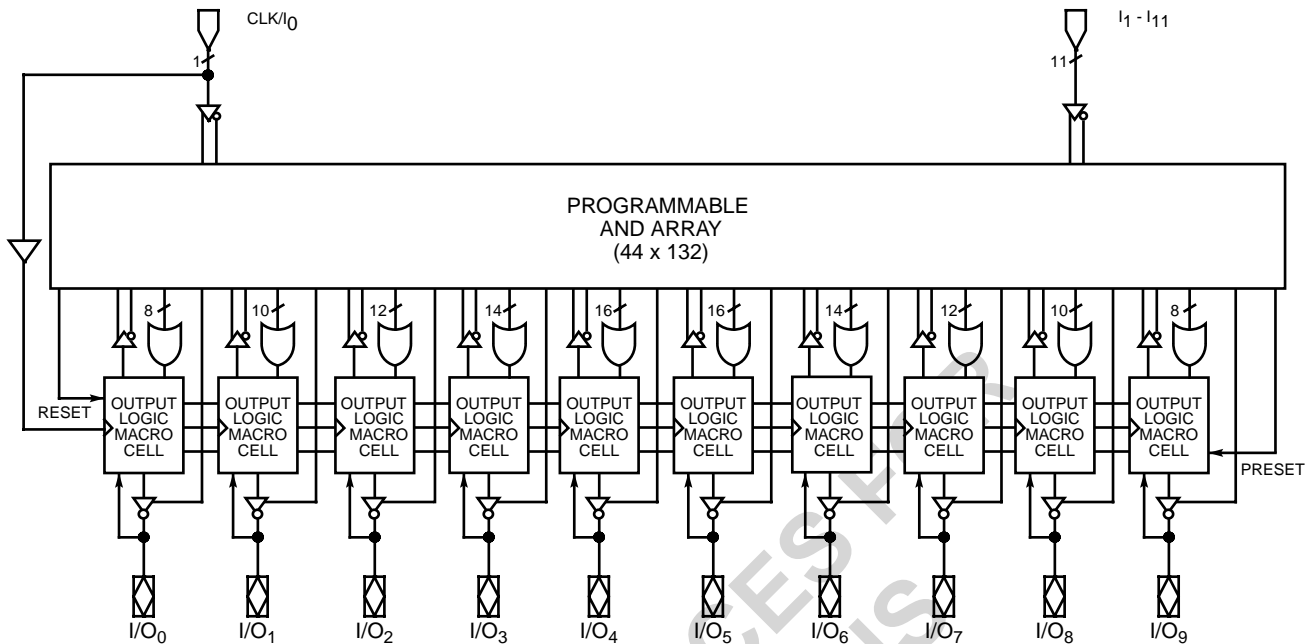 CLK/I0
I1 - I11
1
11
PROGRAMMABLE
AND ARRAY
(44 x 132)
8
10
12
14
16
16
14
12
10
8
OUTPUT
LOGIC
MACRO
CELL
OUTPUT
LOGIC
MACRO
CELL
OUTPUT
LOGIC
MACRO
CELL
OUTPUT
LOGIC
MACRO
CELL
OUTPUT
LOGIC
MACRO
CELL
OUTPUT
LOGIC
MACRO
CELL
OUTPUT
LOGIC
MACRO
CELL
OUTPUT
LOGIC
MACRO
CELL
OUTPUT
LOGIC
MACRO
CELL
OUTPUT
LOGIC
MACRO
CELL
RESET
PRESET
I/O0
I/O1
I/O2
I/O3
I/O4
I/O5
I/O6
I/O7
I/O8
I/O9